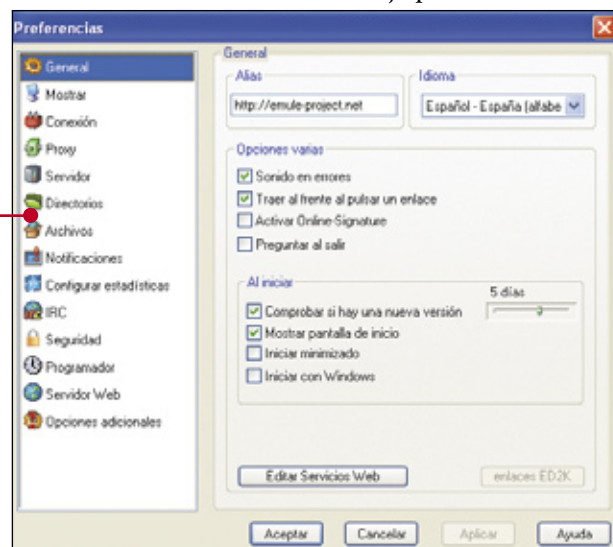 Preferencias
General
Mostrar
Conexión
Proxy
Servidor
Directorios
Archivos
Notificaciones
Configurar estadísticas
IRC
Seguridad
Programador
Servidor Web
Opciones adicionales
General
Alias
http://emule-project.net
Idioma
Español - España (alfabe
Opciones varias
Sonido en errores
Traer al frente al pulsar un enlace
Activar Online-Signature
Preguntar al salir
Al iniciar
5 días
Comprobar si hay una nueva versión
Mostrar pantalla de inicio
Iniciar minimizado
Iniciar con Windows
Editar Servicios Web
enlaces ED2K
Aceptar
Cancelar
Aplicar
Ayuda